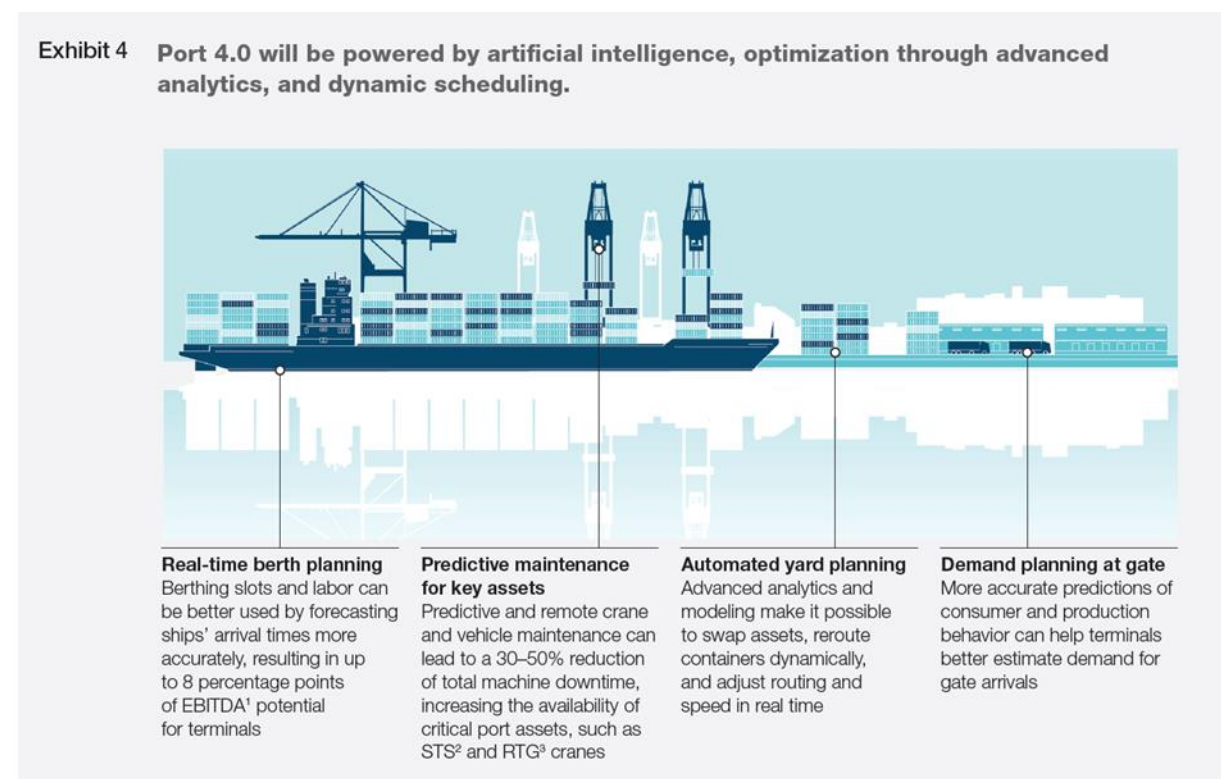 Exhibit 4
Port 4.0 will be powered by artificial intelligence, optimization through advanced
analytics, and dynamic scheduling.
Real-time berth planning
Berthing slots and labor can
be better used by forecasting
ships’ arrival times more
accurately, resulting in up
to 8 percentage points
of EBITDA¹ potential
for terminals
Predictive maintenance
for key assets
Predictive and remote crane
and vehicle maintenance can
lead to a 30–50% reduction
of total machine downtime,
increasing the availability of
critical port assets, such as
STS² and RTG³ cranes
Automated yard planning
Advanced analytics and
modeling make it possible
to swap assets, reroute
containers dynamically,
and adjust routing and
speed in real time
Demand planning at gate
More accurate predictions of
consumer and production
behavior can help terminals
better estimate demand for
gate arrivals